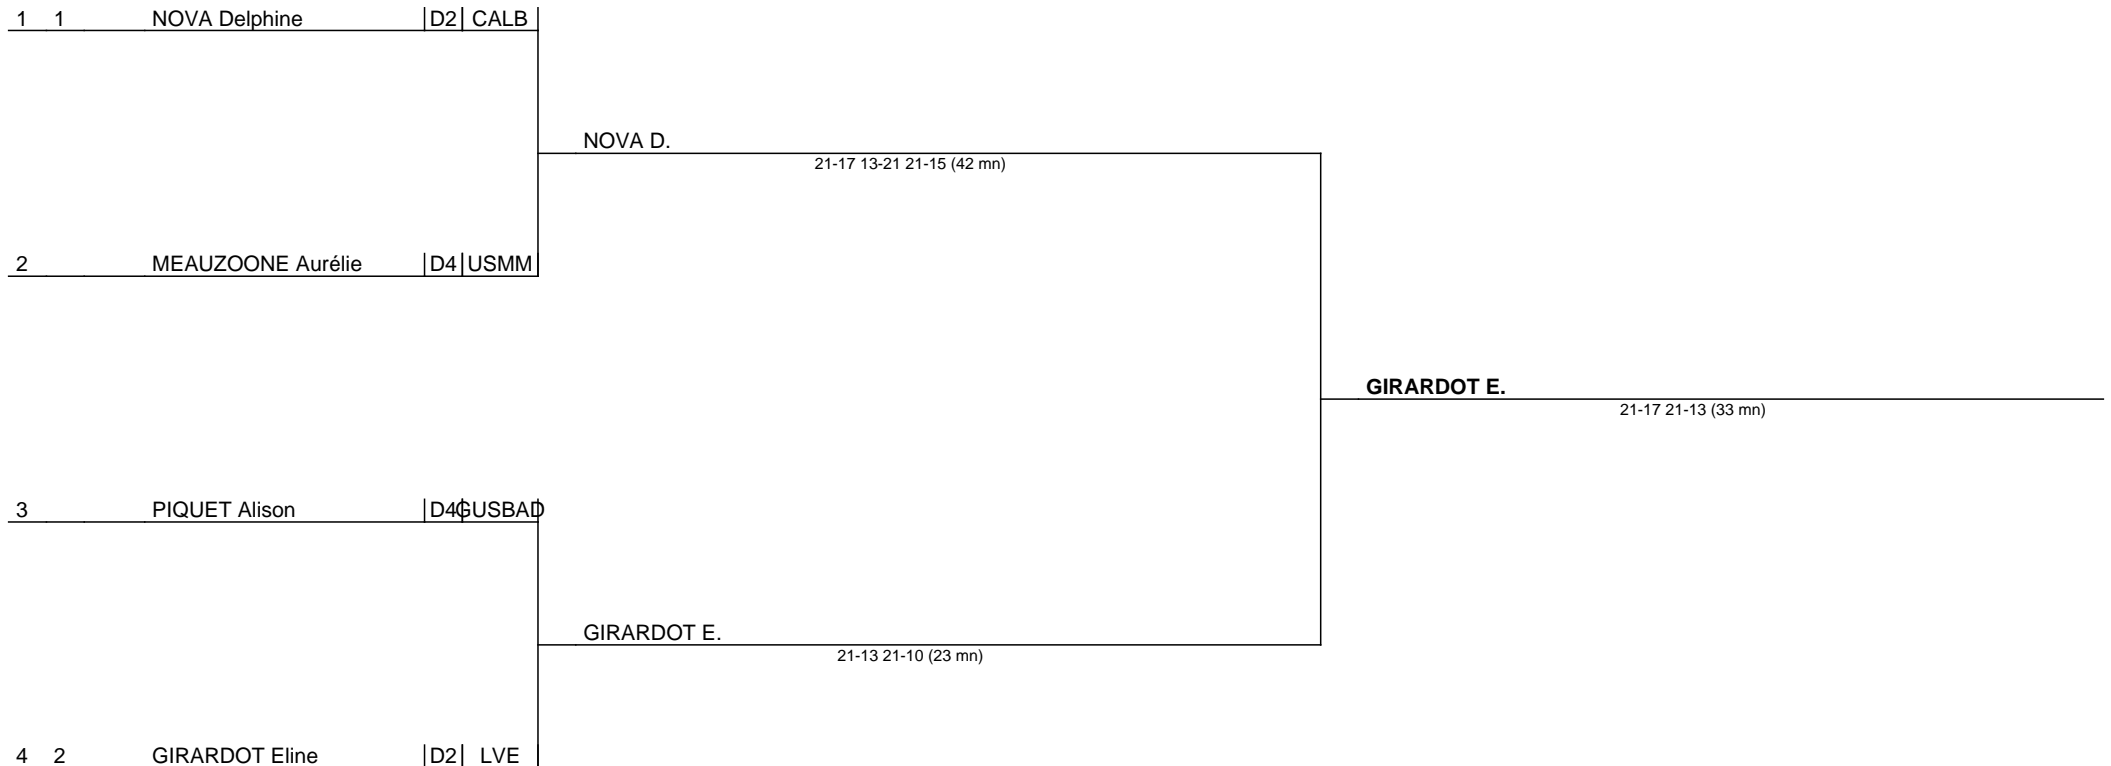 1 1 NOVA Delphine D2 CALB
NOVA D.
21-17 13-21 21-15 (42 mn)
2 MEAUZOONE Aurélie D4 USMM
GIRARDOT E.
21-17 21-13 (33 mn)
3 PIQUET Alison D4 GUSBAD
GIRARDOT E.
21-13 21-10 (23 mn)
4 2 GIRARDOT Eline D2 LVE